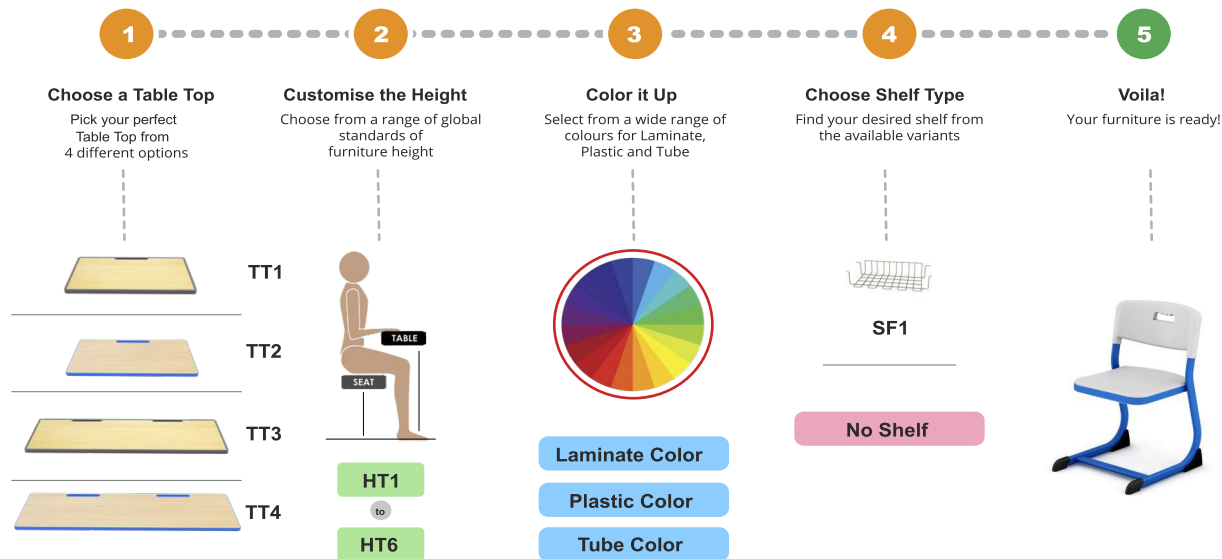 1
2
3
4
5
Choose a Table Top
Pick your perfect
Table Top from
4 different options
Customise the Height
Choose from a range of global
standards of
furniture height
Color it Up
Select from a wide range of
colours for Laminate,
Plastic and Tube
Choose Shelf Type
Find your desired shelf from
the available variants
Voila!
Your furniture is ready!
TT1
TT2
TT3
TT4
TABLE
SEAT
HT1
to
HT6
Laminate Color
Plastic Color
Tube Color
SF1
No Shelf